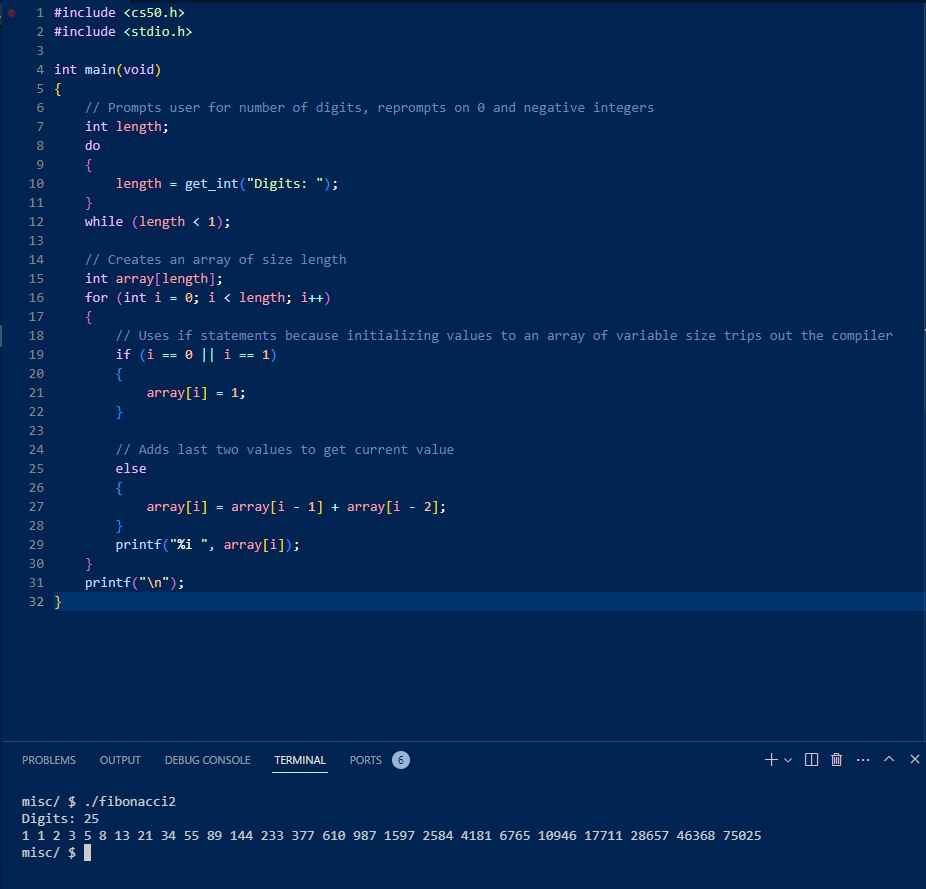 1 #include <cs50.h>
2 #include <stdio.h>
3
4 int main(void)
5 {
6     // Prompts user for number of digits, reprompts on 0 and negative integers
7     int length;
8     do
9     {
10         length = get_int("Digits: ");
11     }
12     while (length < 1);
13
14     // Creates an array of size length
15     int array[length];
16     for (int i = 0; i < length; i++)
17     {
18         // Uses if statements because initializing values to an array of variable size trips out the compiler
19         if (i == 0 || i == 1)
20         {
21             array[i] = 1;
22         }
23
24         // Adds last two values to get current value
25         else
26         {
27             array[i] = array[i - 1] + array[i - 2];
28         }
29         printf("%i ", array[i]);
30     }
31     printf("\n");
32 }
PROBLEMS OUTPUT DEBUG CONSOLE TERMINAL PORTS 6
misc/ $ ./fibonacci2
Digits: 25
1 1 2 3 5 8 13 21 34 55 89 144 233 377 610 987 1597 2584 4181 6765 10946 17711 28657 46368 75025
misc/ $